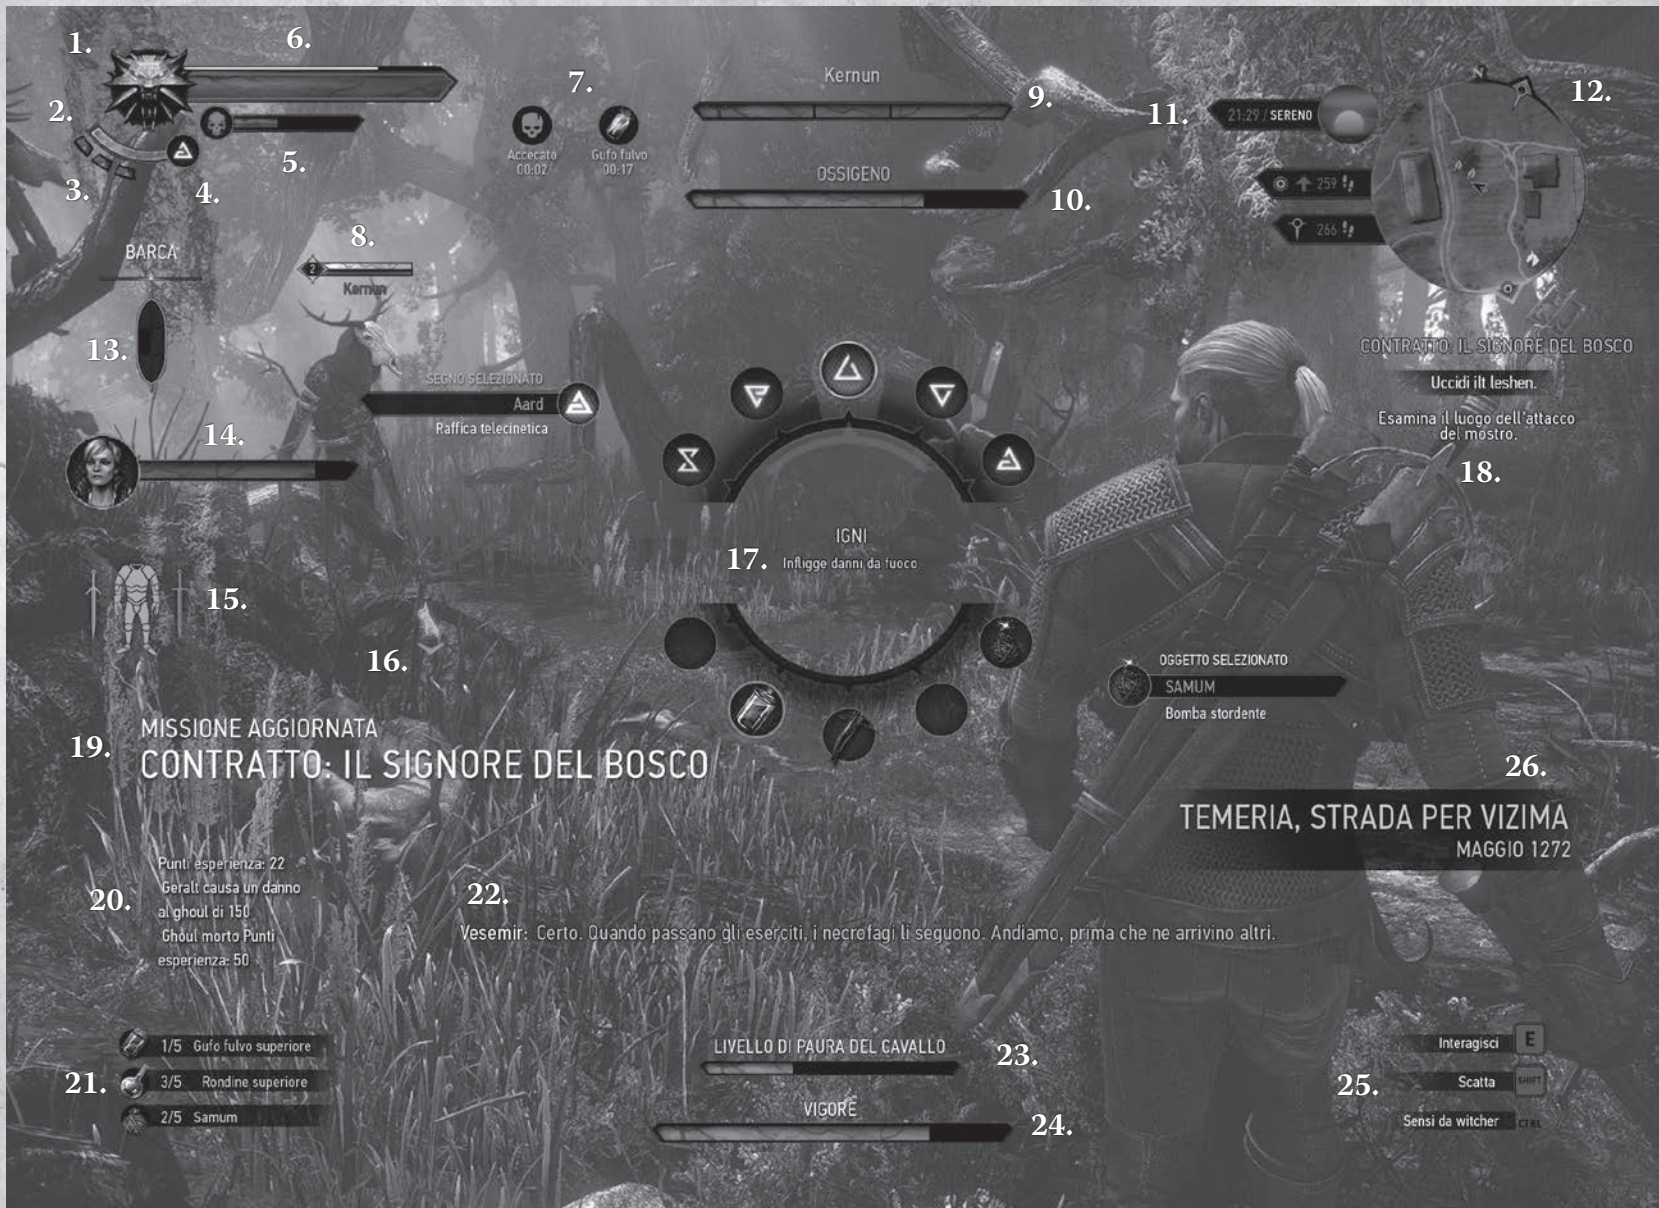 1.
6.
7.
Kernun
9.
11.
21:29 / SERENO
N
12.
2.
Accecato
00:02
Gufo fulvo
00:17
3.
4.
5.
OSSIGENO
10.
259
266
8.
BARCA
2
Kernun
13.
CONTRATTO: IL SIGNORE DEL BOSCO
Uccidi ilt leshen.
Esamina il luogo dell'attacco
del mostro.
18.
SEGNO SELEZIONATO
Aard
Raffica telecinetica
14.
IGNI
17.
Infligge danni da fuoco
15.
16.
OGGETTO SELEZIONATO
SAMUM
Bomba stordente
19.
MISSIONE AGGIORNATA
CONTRATTO: IL SIGNORE DEL BOSCO
26.
TEMERIA, STRADA PER VIZIMA
MAGGIO 1272
20.
Punti esperienza: 22
Geralt causa un danno
al ghoul di 150
Ghoul morto Punti
esperienza: 50
22.
Vesemir: Certo. Quando passano gli eserciti, i necrofagi li seguono. Andiamo, prima che ne arrivino altri.
21.
1/5 Gufo fulvo superiore
3/5 Rondine superiore
2/5 Samum
LIVELLO DI PAURA DEL CAVALLO
23.
VIGORE
24.
25.
Interagisci E
Scatta SHIFT
Sensi da witcher CTRL